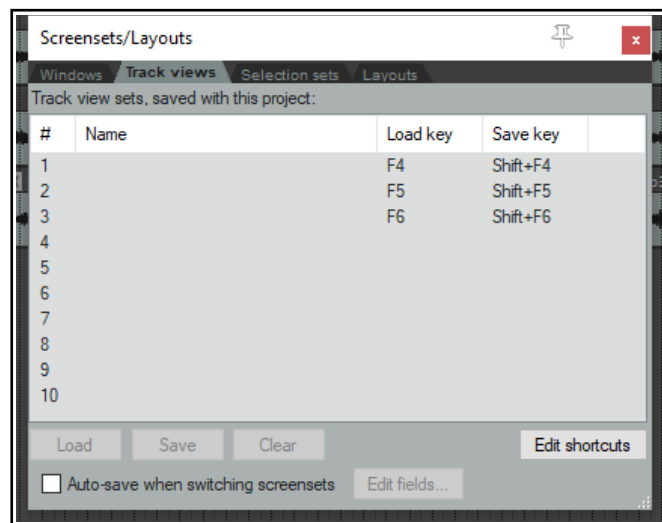 Screensets/Layouts
x
Windows Track views Selection sets Layouts
Track view sets, saved with this project:
# Name Load key Save key
1 F4 Shift+F4
2 F5 Shift+F5
3 F6 Shift+F6
4
5
6
7
8
9
10
Load Save Clear Edit shortcuts
Auto-save when switching screensets Edit fields...